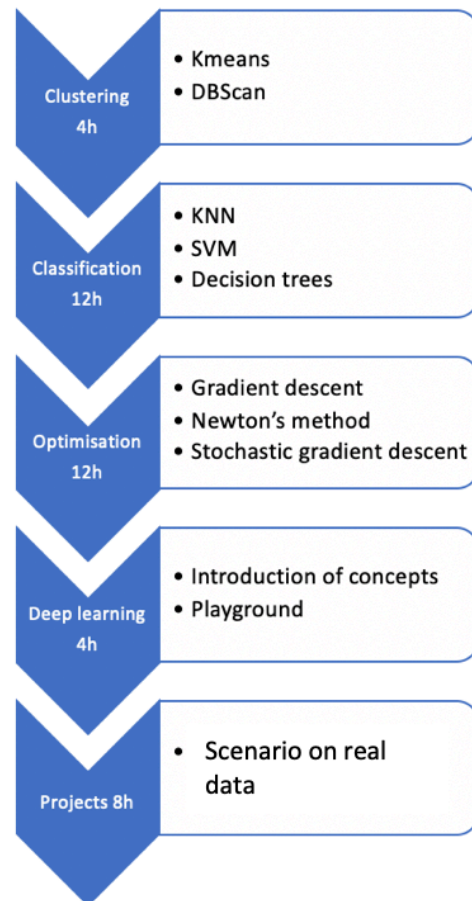 Clustering
4h
• Kmeans
• DBScan
Classification
12h
• KNN
• SVM
• Decision trees
Optimisation
12h
• Gradient descent
• Newton’s method
• Stochastic gradient descent
Deep learning
4h
• Introduction of concepts
• Playground
Projects 8h
• Scenario on real
data